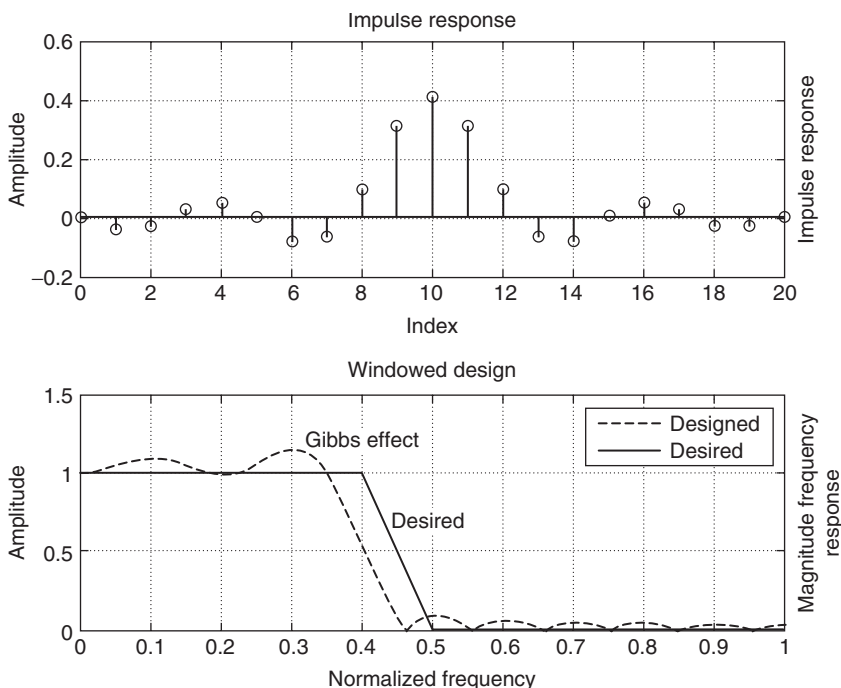 Impulse response
0.6
0.4
0.2
0
−0.2
Amplitude
Impulse response
0 2 4 6 8 10 12 14 16 18 20
Index
Windowed design
1.5
1
0.5
0
Amplitude
Gibbs effect
Desired
Designed
Desired
Magnitude frequency
response
0 0.1 0.2 0.3 0.4 0.5 0.6 0.7 0.8 0.9 1
Normalized frequency